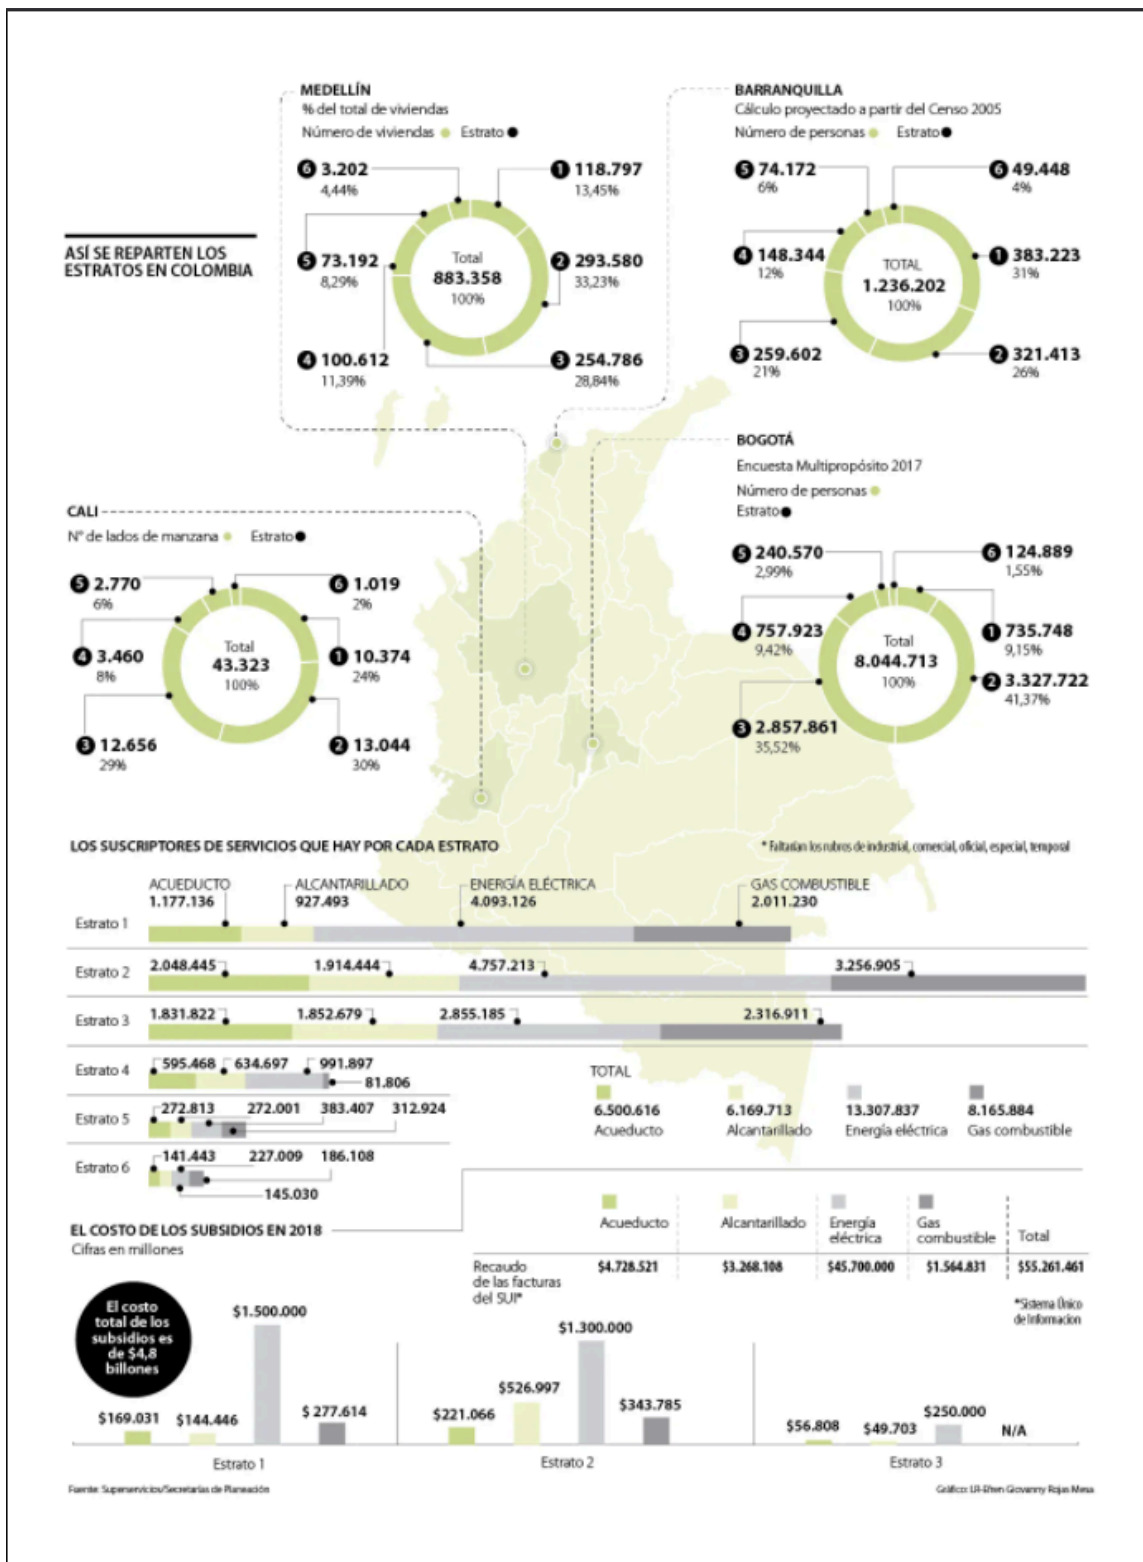 MEDELLÍN
% del total de viviendas
Número de viviendas Estrato
6 3.202
4,44%
1 118.797
13,45%
5 73.192
8,29%
Total
883.358
100%
2 293.580
33,23%
4 100.612
11,39%
3 254.786
28,84%
BARRANQUILLA
Cálculo proyectado a partir del Censo 2005
Número de personas Estrato
5 74.172
6%
6 49.448
4%
4 148.344
12%
TOTAL
1.236.202
100%
1 383.223
31%
3 259.602
21%
2 321.413
26%
ASÍ SE REPARTEN LOS
ESTRATOS EN COLOMBIA
BOGOTÁ
Encuesta Multipropósito 2017
Número de personas
Estrato
5 240.570
2,99%
6 124.889
1,55%
4 757.923
9,42%
Total
8.044.713
100%
1 735.748
9,15%
2 3.327.722
41,37%
3 2.857.861
35,52%
CALI
N° de lados de manzana Estrato
5 2.770
6%
6 1.019
2%
4 3.460
8%
Total
43.323
100%
1 10.374
24%
3 12.656
29%
2 13.044
30%
LOS SUSCRIPTORES DE SERVICIOS QUE HAY POR CADA ESTRATO
* Faltarían los rubros de industrial, comercial, oficial, especial, temporal
ACUEDUCTO ALCANTARILLADO ENERGÍA ELÉCTRICA GAS COMBUSTIBLE
1.177.136 927.493 4.093.126 2.011.230
Estrato 1
2.048.445 1.914.444 4.757.213 3.256.905
Estrato 2
1.831.822 1.852.679 2.855.185 2.316.911
Estrato 3
595.468 634.697 991.897
Estrato 4
81.806
272.813 272.001 383.407 312.924
Estrato 5
141.443 227.009 186.108
Estrato 6
145.030
TOTAL
6.500.616 6.169.713 13.307.837 8.165.884
Acueducto Alcantarillado Energía eléctrica Gas combustible
EL COSTO DE LOS SUBSIDIOS EN 2018
Cifras en millones
Acueducto Alcantarillado Energía eléctrica Gas combustible Total
Recaudo
de las facturas
del SUI*
$4.728.521 $3.268.108 $45.700.000 $1.564.831 $55.261.461
*Sistema Único
de Informacion
El costo
total de los
subsidios es
de $4,8
billones
$169.031 $144.446 $1.500.000 $ 277.614
Estrato 1
$221.066 $526.997 $1.300.000 $343.785
Estrato 2
$56.808 $49.703 $250.000 N/A
Estrato 3
Fuente: Superservicios/Secretarías de Planeación
Gráfico: LR-Efren Giovanny Rojas Mesa